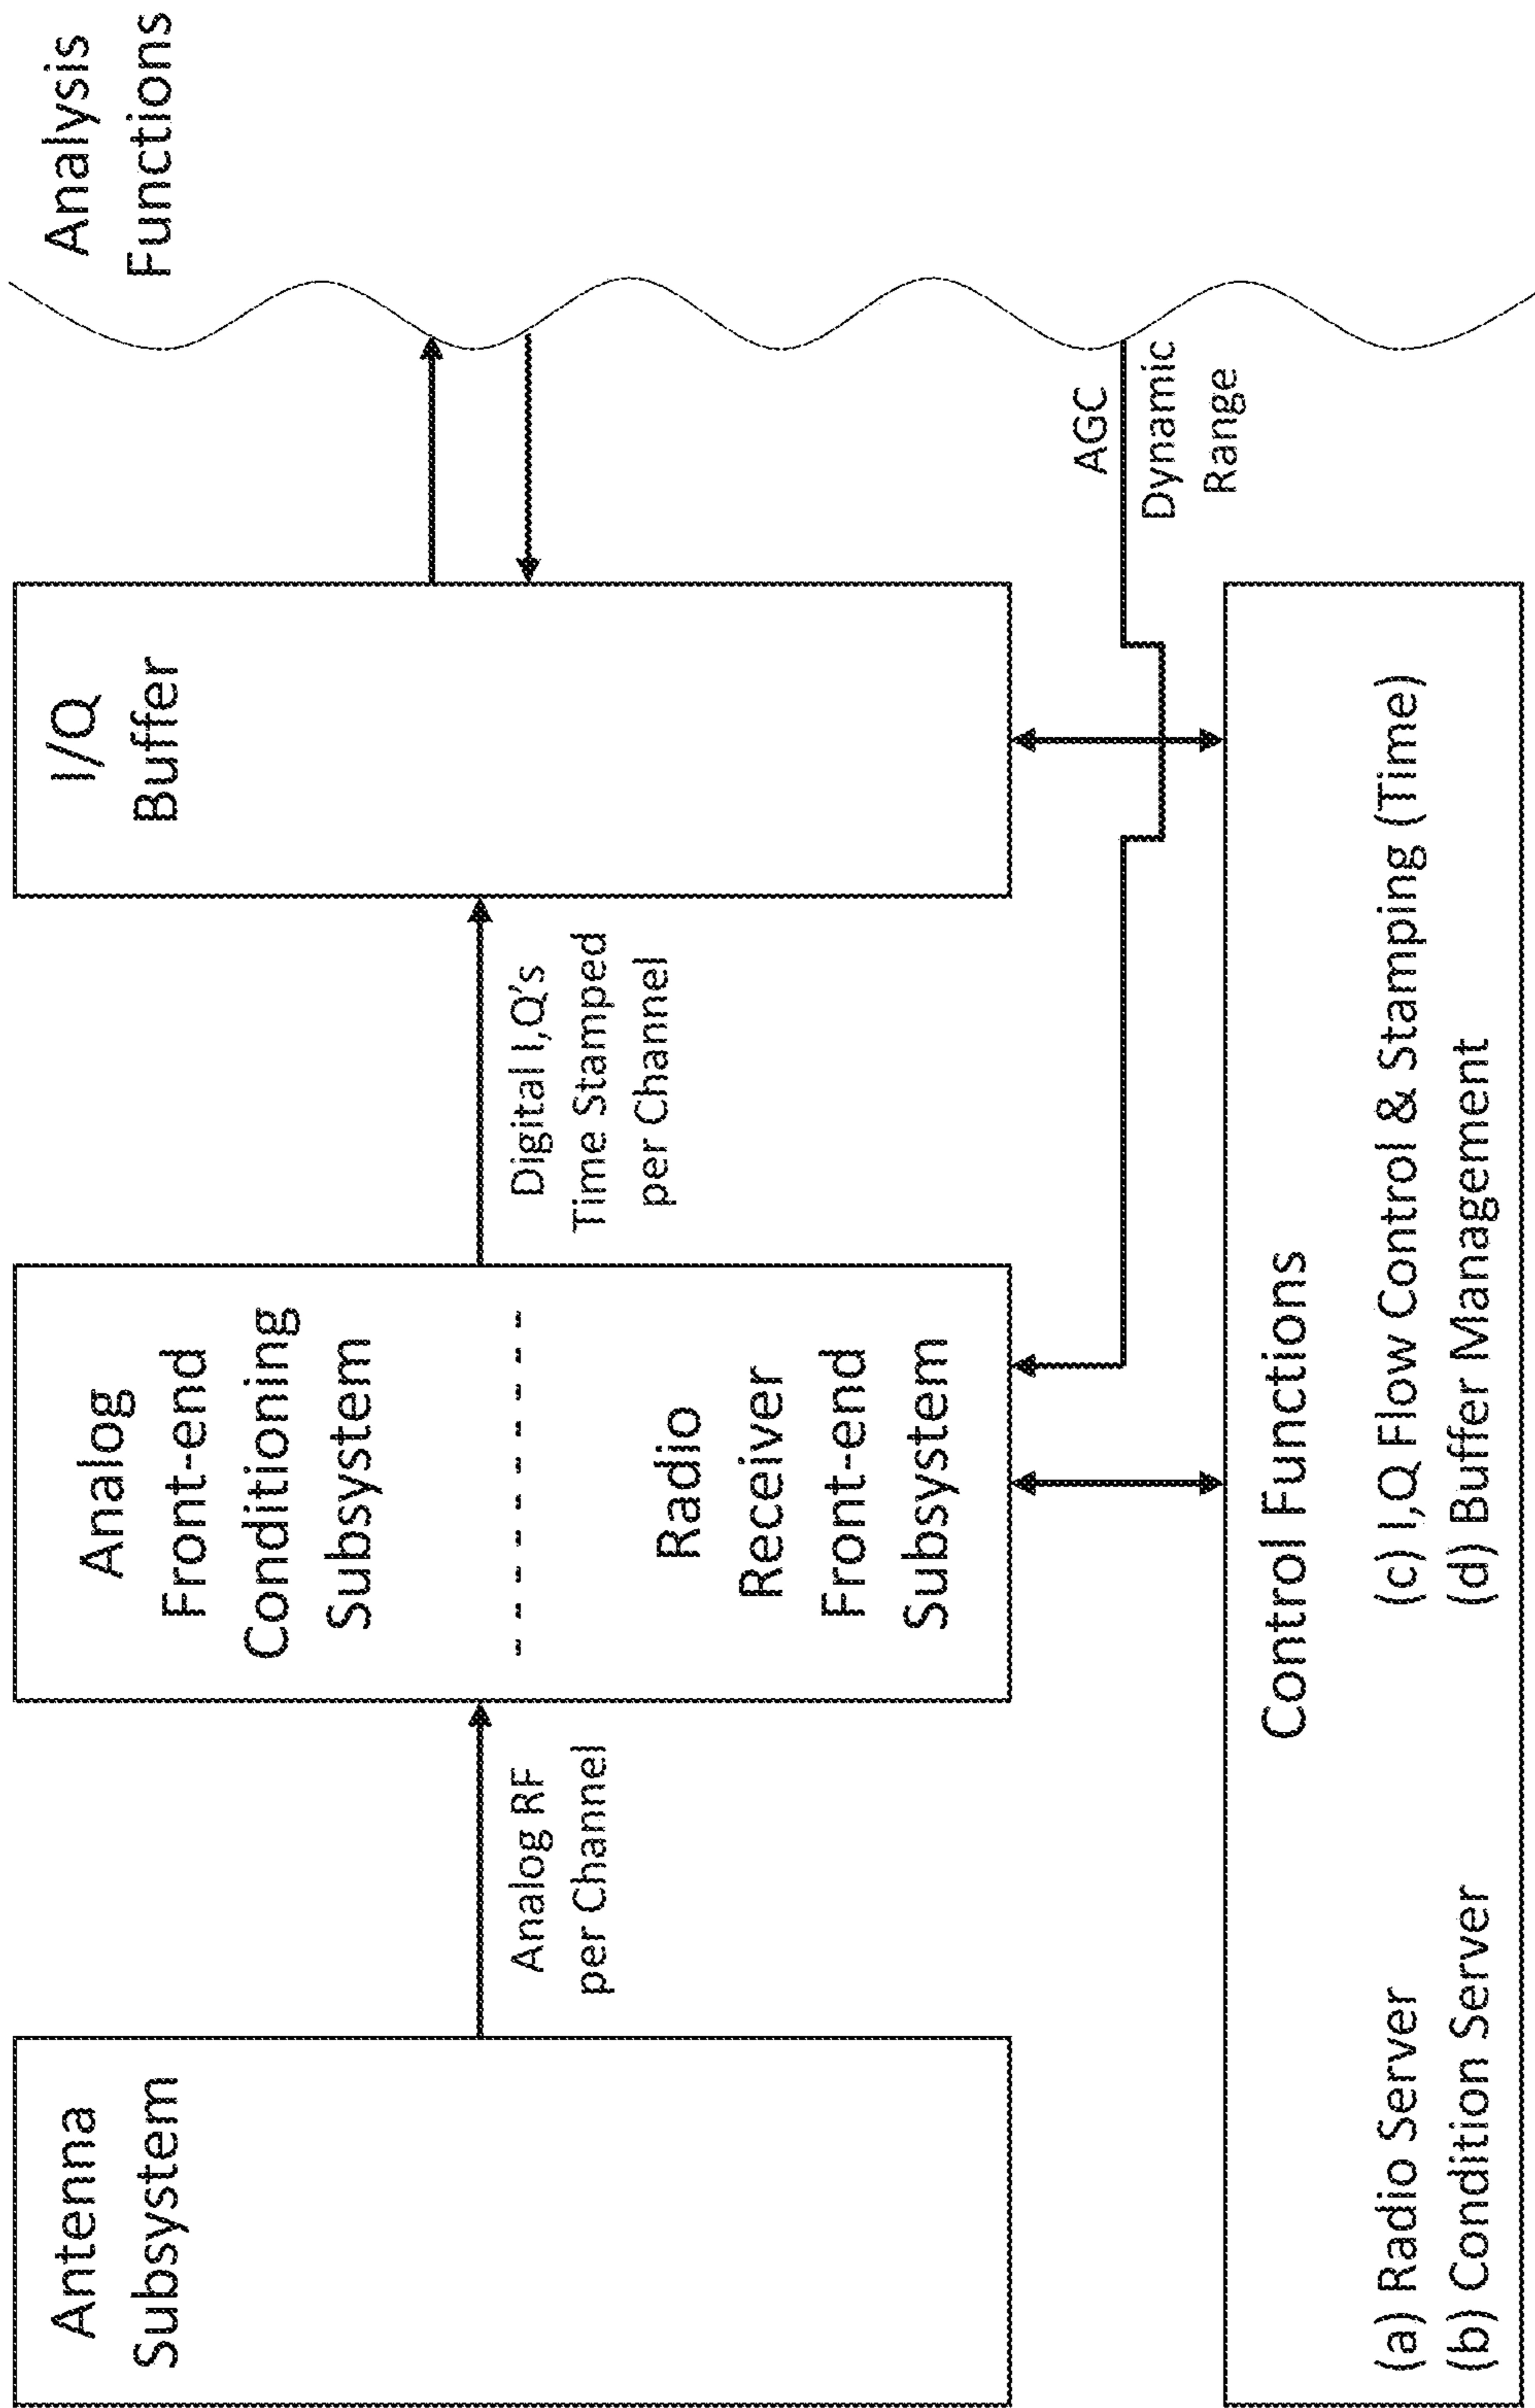 Antenna
Subsystem
Analog RF
per Channel
Analog
Front-end
Conditioning
Subsystem
Radio
Receiver
Front-end
Subsystem
Digital I,Q's
Time Stamped
per Channel
I/Q
Buffer
Analysis
Functions
AGC
Dynamic
Range
Control Functions
(a) Radio Server
(b) Condition Server
(c) I,Q Flow Control & Stamping (Time)
(d) Buffer Management